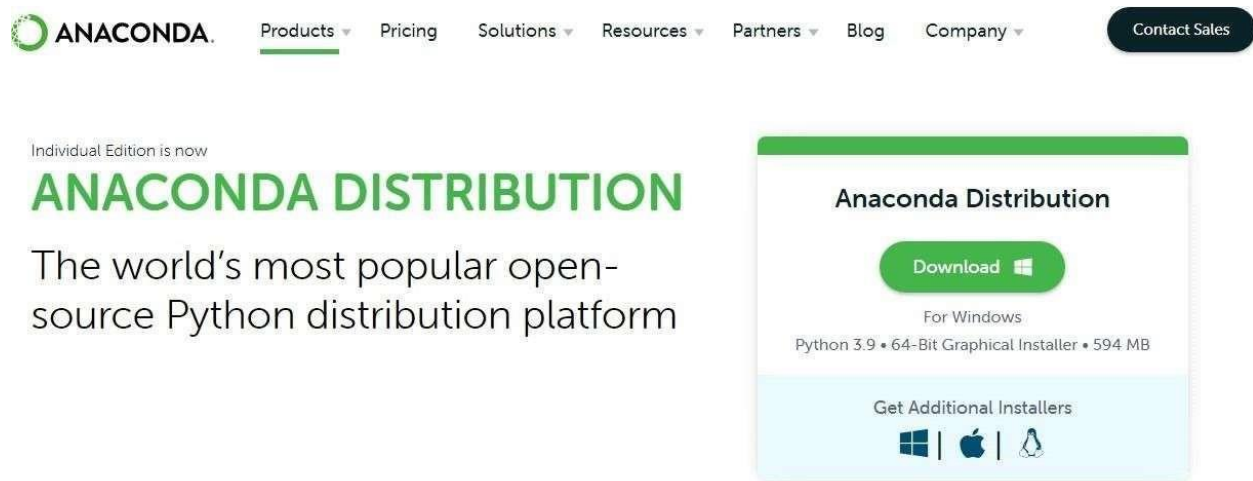 ANACONDA.
Products Pricing Solutions Resources Partners Blog Company Contact Sales
Individual Edition is now
ANACONDA DISTRIBUTION
The world's most popular open-
source Python distribution platform
Anaconda Distribution
Download
For Windows
Python 3.9 • 64-Bit Graphical Installer • 594 MB
Get Additional Installers
| |